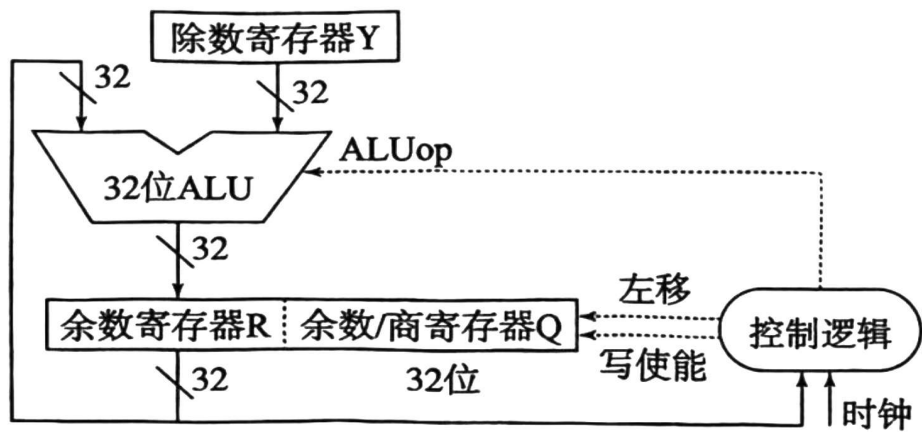 除数寄存器Y
32
32
ALUop
32位ALU
32
左移
余数寄存器R
余数/商寄存器Q
控制逻辑
写使能
32
32位
时钟